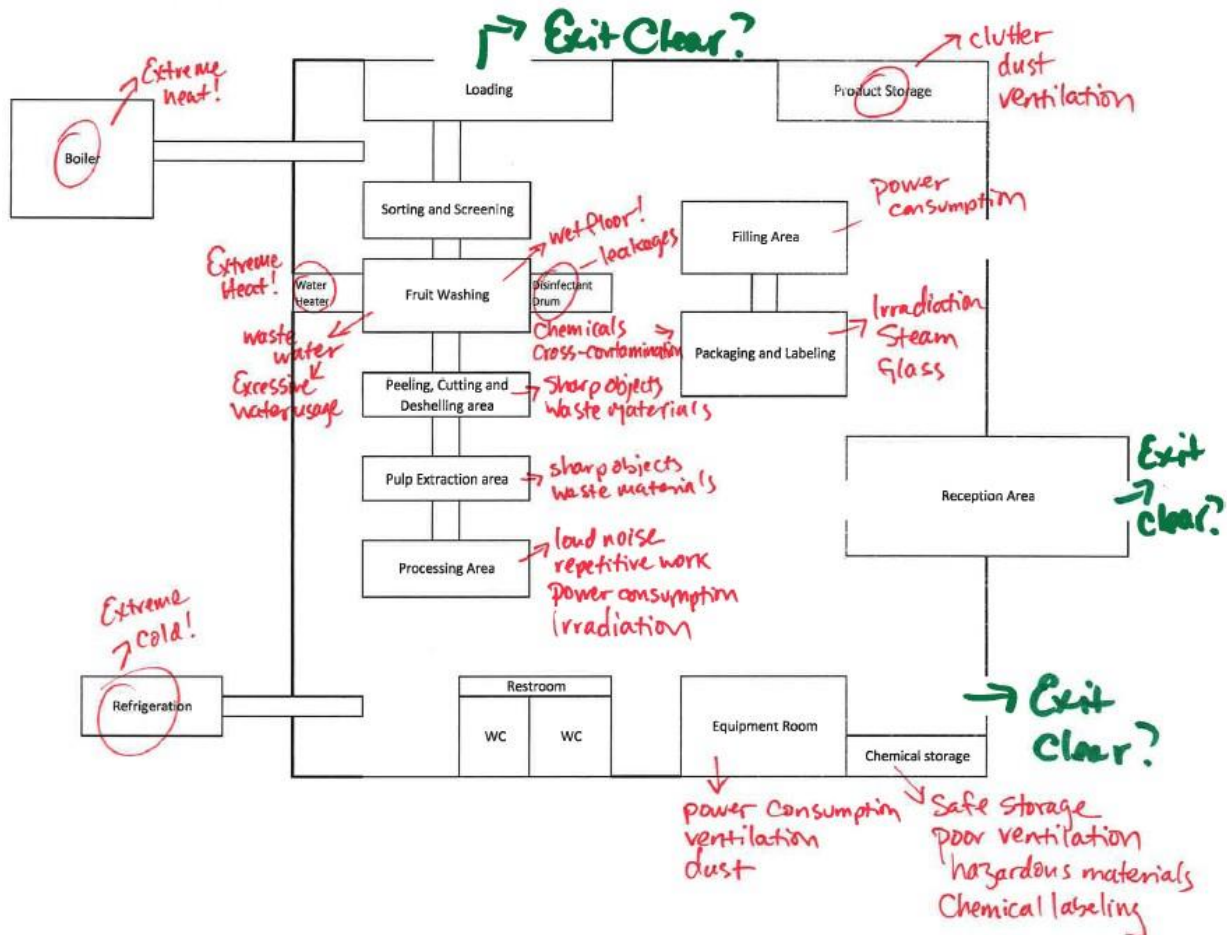 Exit Clear?
clutter
dust
ventilation
Extreme
heat!
Loading
Product Storage
Boiler
Sorting and Screening
power
consumption
Filling Area
wet floor!
leakages
Extreme
Heat!
Water
Heater
Fruit Washing
Disinfectant
Drum
waste
water
Excessive
water usage
Chemicals
Cross-contamination
Packaging and Labeling
Irradiation
Steam
Glass
Peeling, Cutting and
Deshelling area
Sharp objects
Waste materials
Pulp Extraction area
sharp objects
waste materials
Reception Area
Exit
clear?
Processing Area
loud noise
repetitive work
Power consumption
Irradiation
Extreme
cold!
Refrigeration
Restroom
WC
WC
Equipment Room
Chemical storage
Exit
Clear?
power consumption
ventilation
dust
Safe storage
poor ventilation
hazardous materials
Chemical labeling